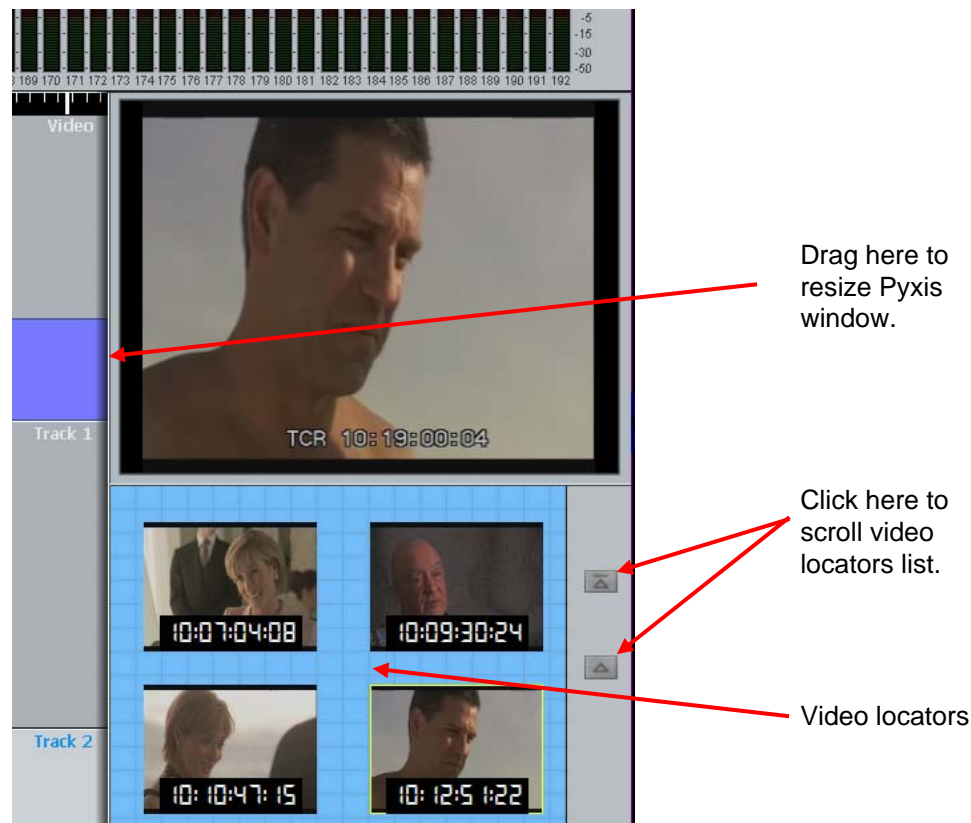 -5
-15
-30
-50
169 170 171 172 173 174 175 176 177 178 179 180 181 182 183 184 185 186 187 188 189 190 191 192
Video
Drag here to
resize Pyxis
window.
Track 1
TCR 10:19:00:04
Click here to
scroll video
locators list.
10:07:04:08
10:09:30:24
Video locators
Track 2
10:10:47:15
10:12:51:22